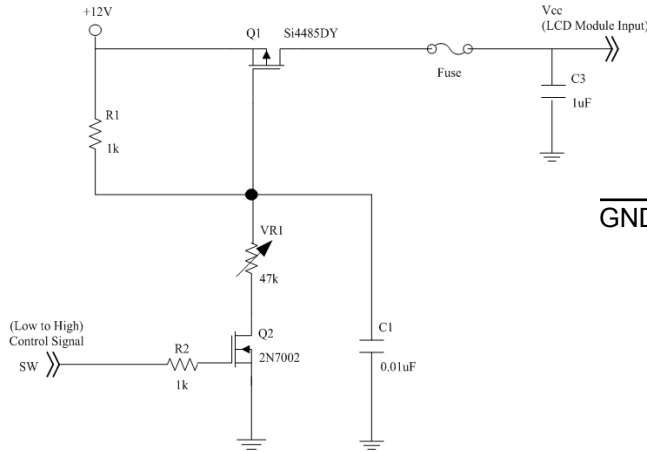 +12V
Q1
Si4485DY
Vcc
(LCD Module Input)
Fuse
C3
1uF
R1
1k
VR1
47k
(Low to High)
Control Signal
SW
R2
1k
Q2
2N7002
C1
0.01uF
GND